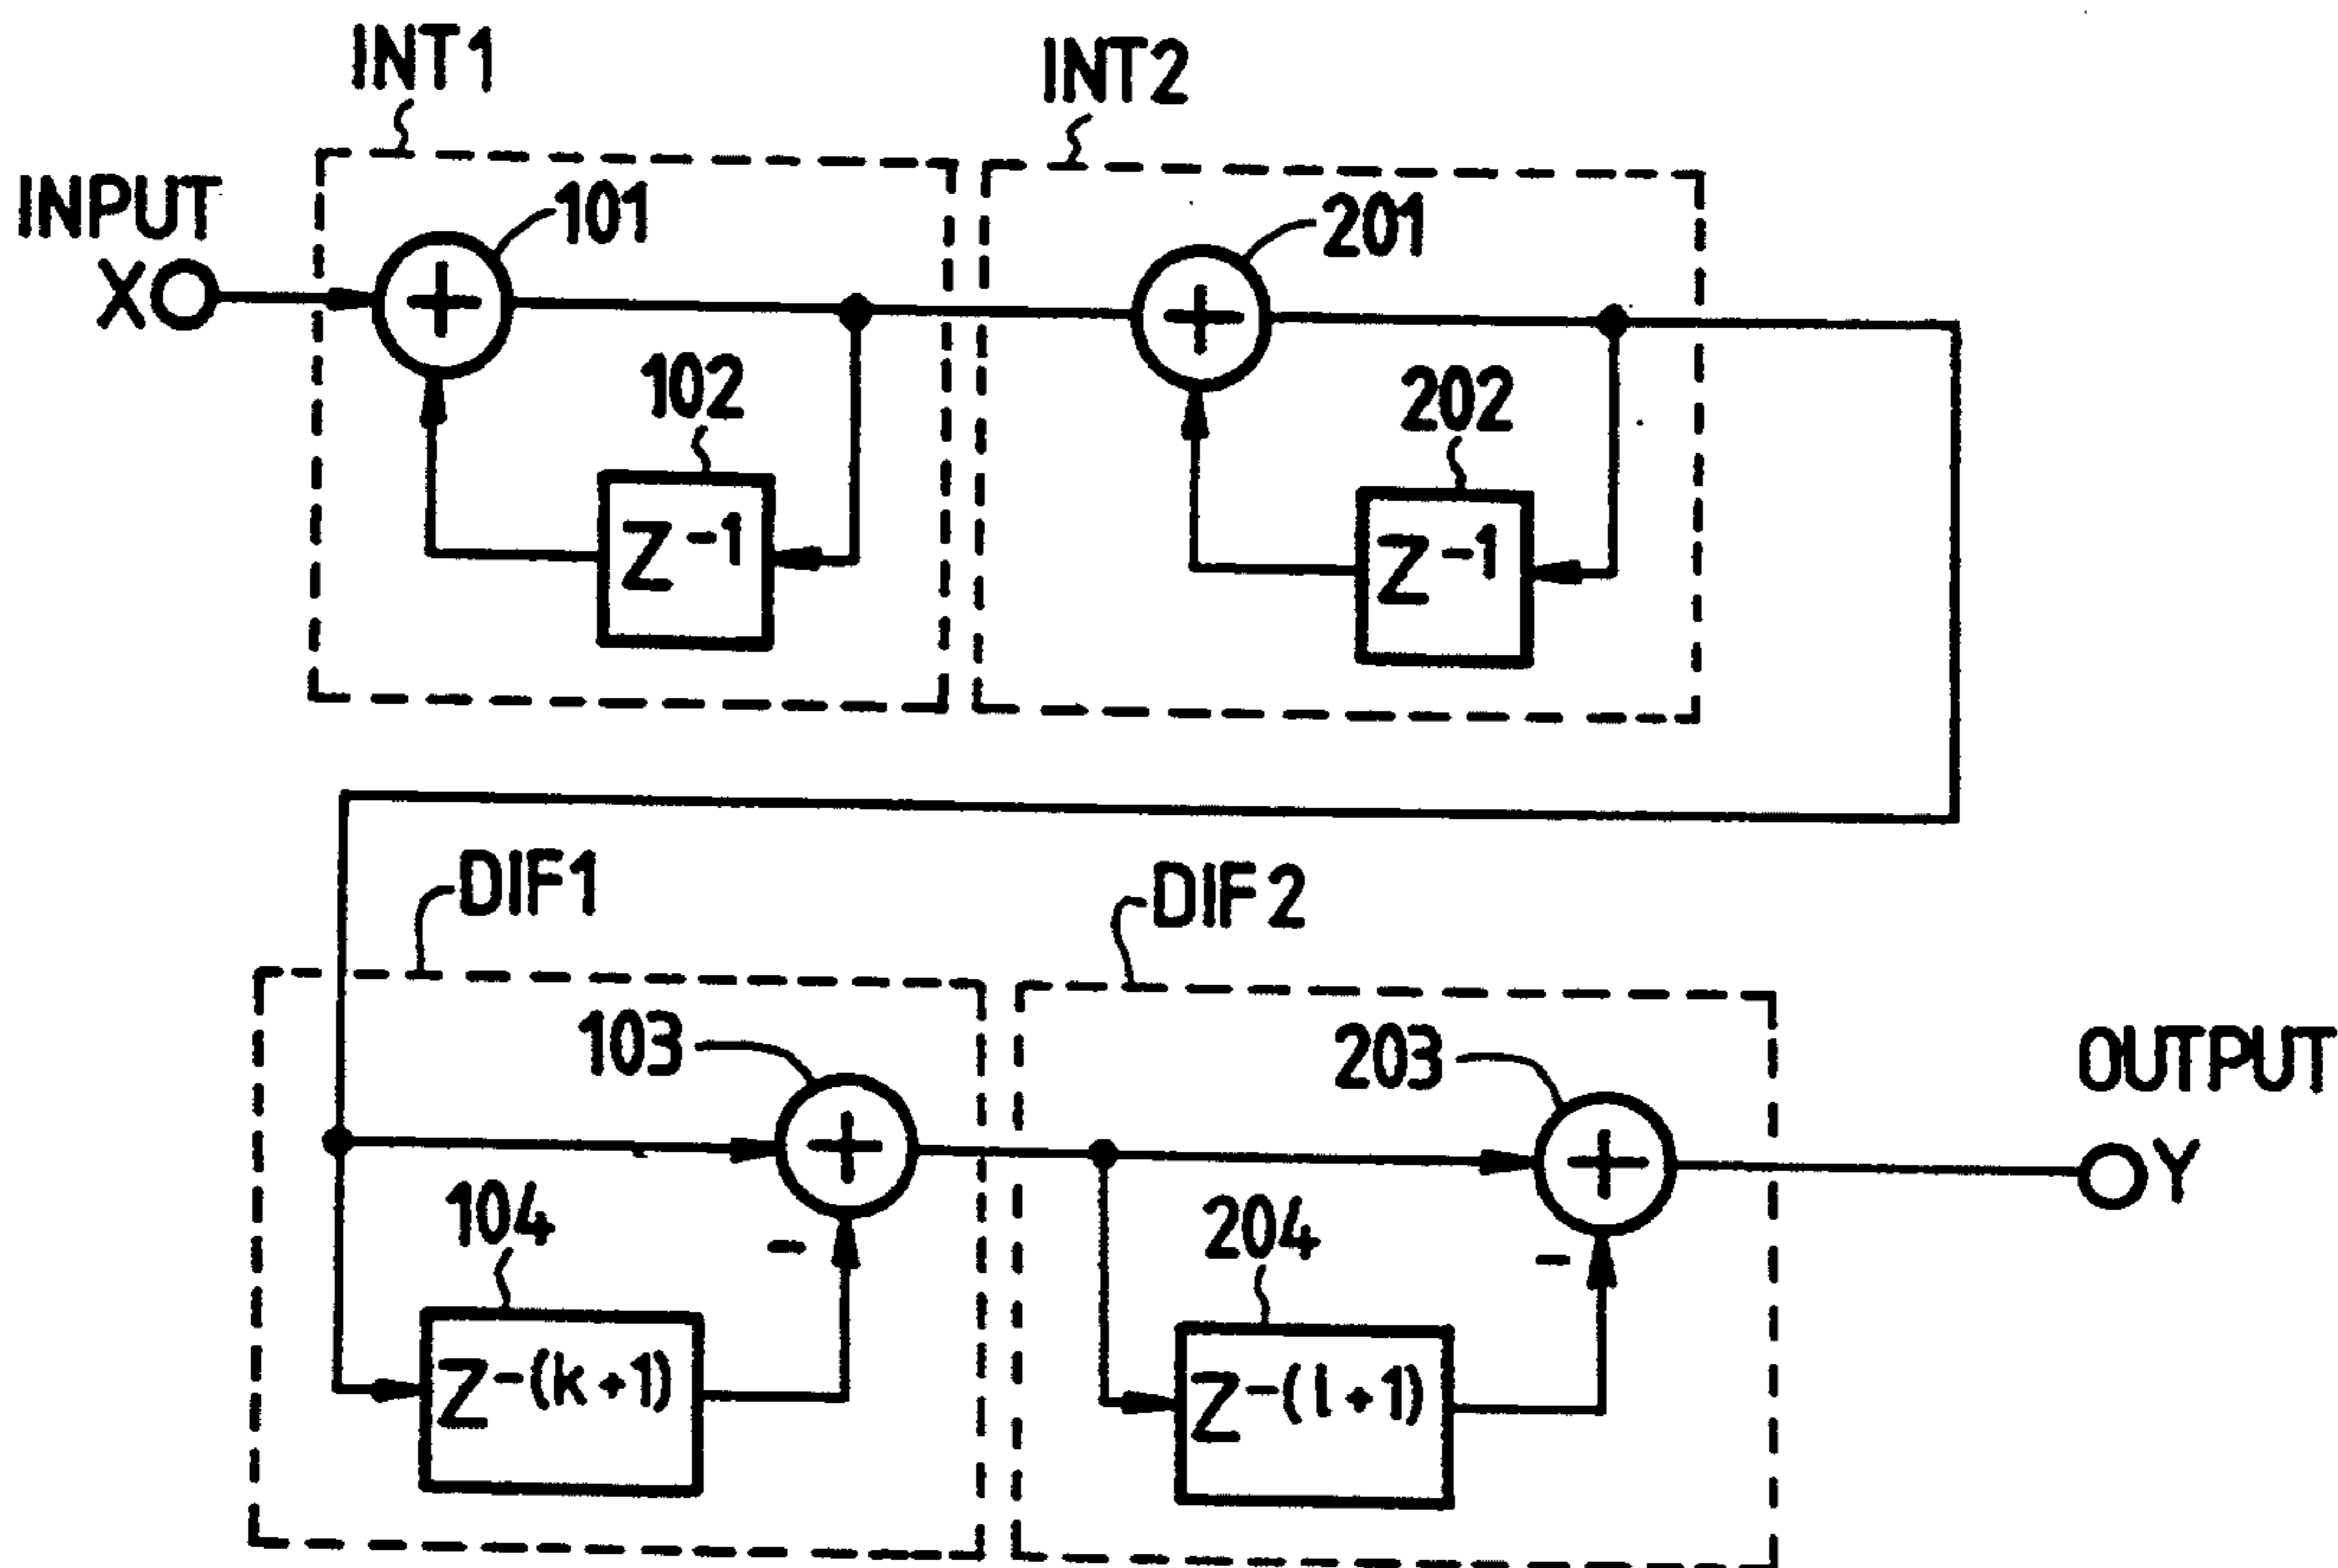 INT1
INT2
INPUT
X
101
201
102
202
Z-1
Z-1
DIF1
DIF2
103
203
OUTPUT
Y
104
204
-
-
Z-(k+1)
Z-(l+1)